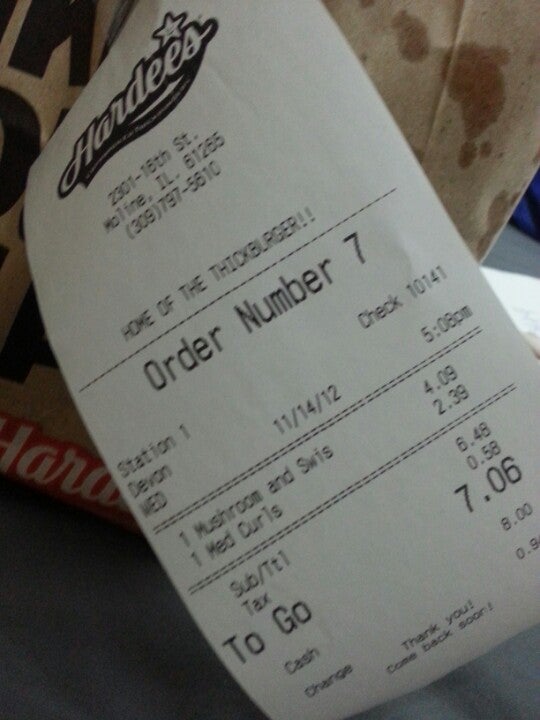 Hardee's
2301-16th St.
Moline, IL. 61265
(309)797-5610
HOME OF THE THICKBURGER!!
Order Number 7
Check 10141
Station 1 11/14/12 5:08pm
Devon
WED
1 Mushroom and Swis 4.09
1 Med Curls 2.39
Sub/Ttl 6.48
Tax 0.58
To Go 7.06
Cash 8.00
Change
Thank you!
Come back soon!